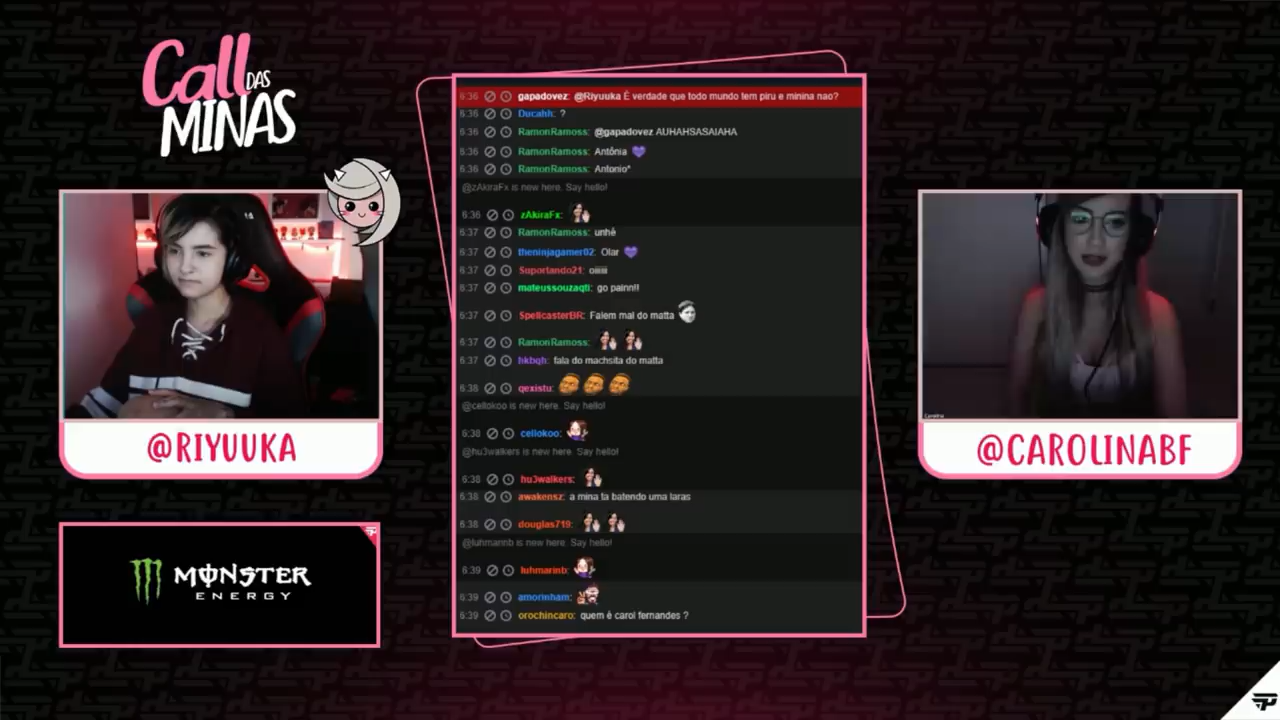 Call
DAS
MINAS
@RIYUUKA
MONSTER
ENERGY
6:36 gapadovez: @Riyuuka É verdade que todo mundo tem piru e minina nao?
6:36 Ducahh: ?
6:36 RamonRamoss: @gapadovez AUHAHSASAIAHA
6:36 RamonRamoss: Antônia
6:36 RamonRamoss: Antonio*
@zAkiraFx is new here. Say hello!
6:36 zAkiraFx:
6:37 RamonRamoss: unhê
6:37 theninjagamer02: Olar
6:37 Suportando21: oiiiiii
6:37 mateussouzaqti: go painn!!
6:37 SpellcasterBR: Falem mal do matta
6:37 RamonRamoss:
6:37 hkbqh: fala do machsita do matta
6:38 qexistu:
@cellokoo is new here. Say hello!
6:38 cellokoo:
@hu3walkers is new here. Say hello!
6:38 hu3walkers:
6:38 awakensz: a mina ta batendo uma laras
6:38 douglas719:
@luhmarinb is new here. Say hello!
6:39 luhmarinb:
6:39 amorinham:
6:39 orochincaro: quem é carol fernandes ?
@CAROLINABF